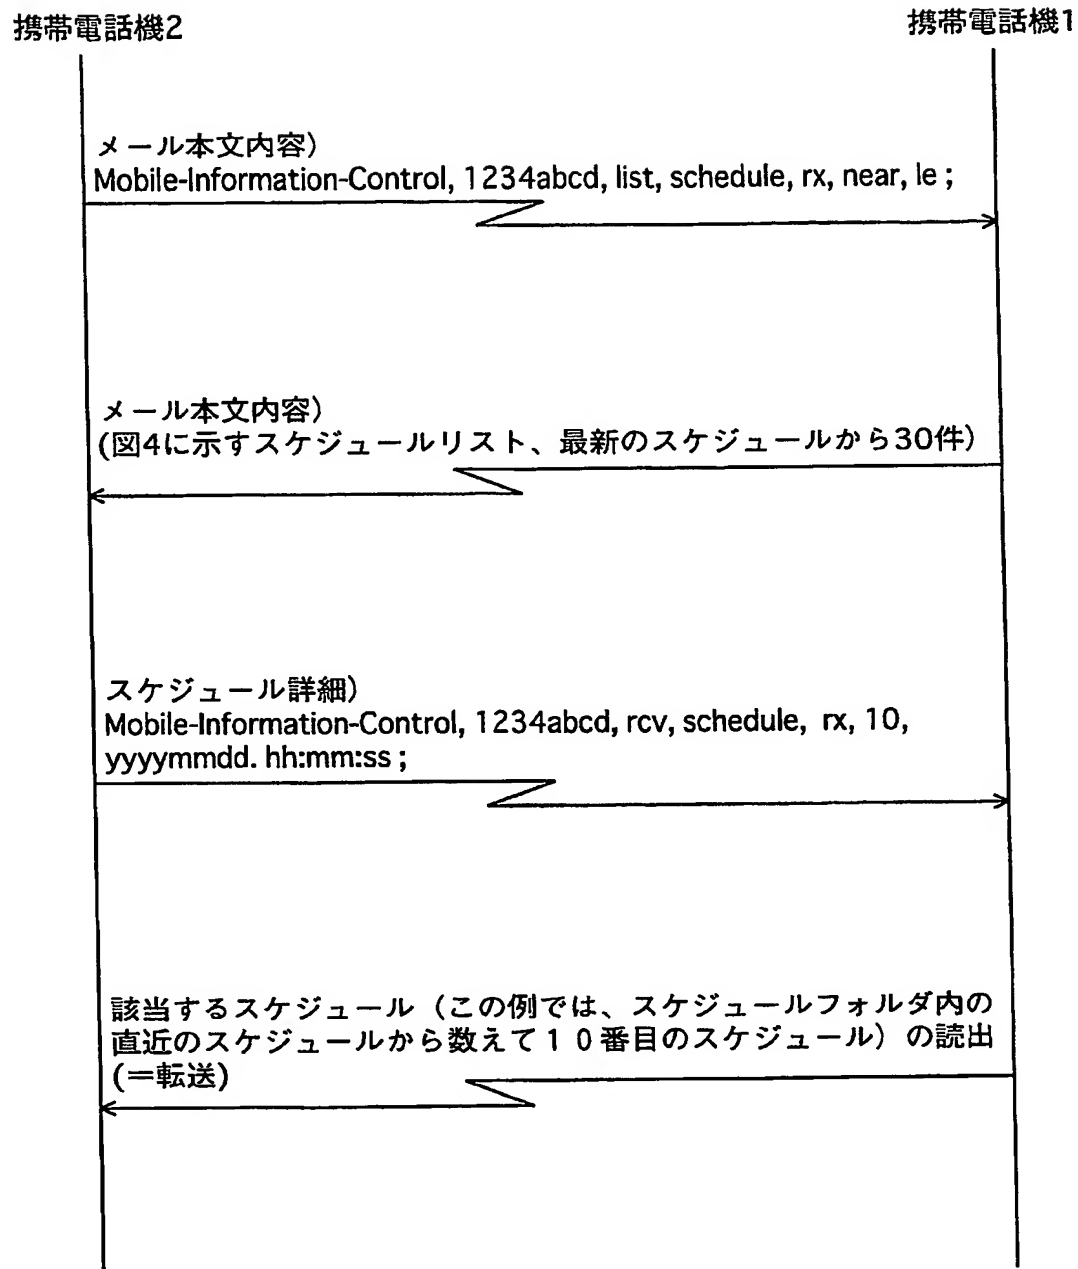 携帯電話機2
携帯電話機1
メール本文内容)
Mobile-Information-Control, 1234abcd, list, schedule, rx, near, le ;
メール本文内容)
(図4に示すスケジュールリスト、最新のスケジュールから30件)
スケジュール詳細)
Mobile-Information-Control, 1234abcd, rcv, schedule, rx, 10,
yyyymmdd. hh:mm:ss ;
該当するスケジュール（この例では、スケジュールフォルダ内の
直近のスケジュールから数えて１０番目のスケジュール）の読出
(＝転送)